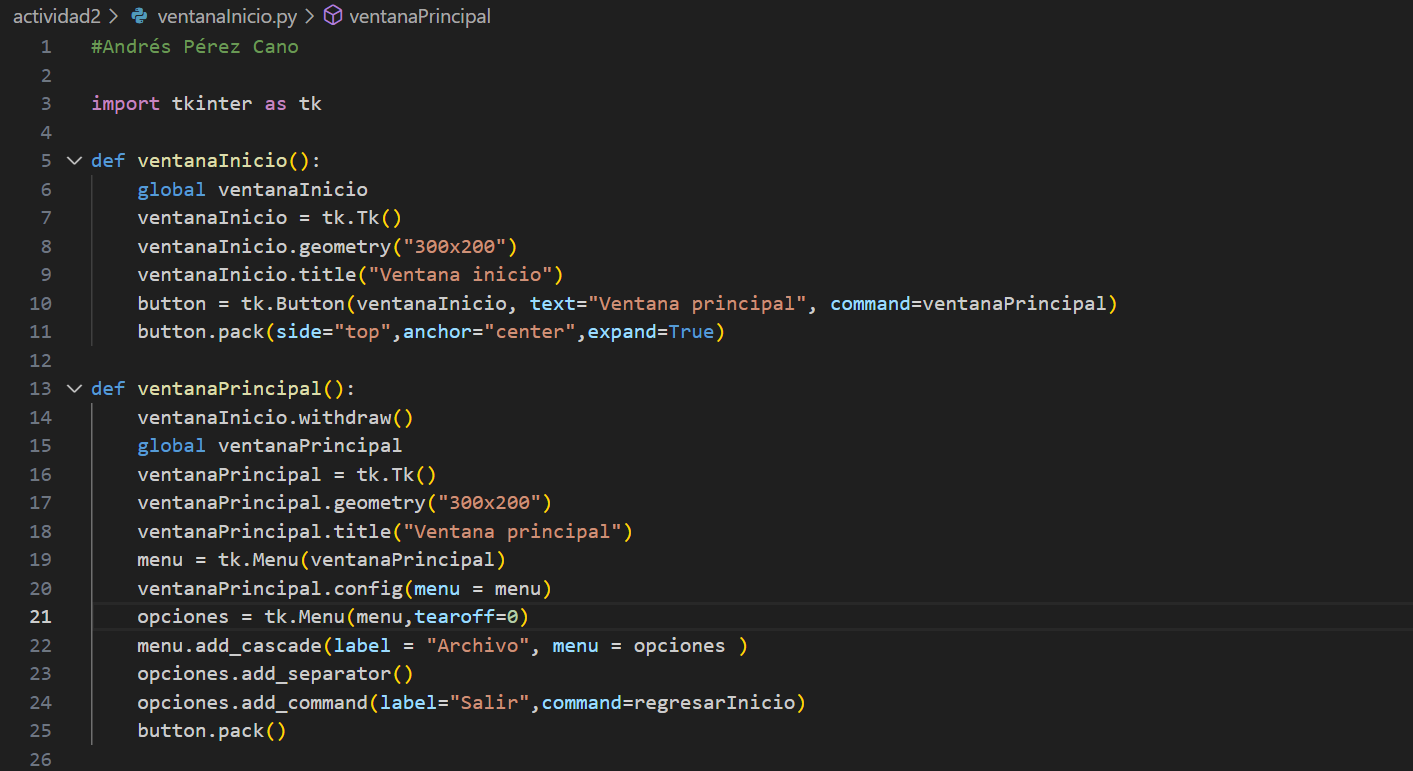 actividad2 > ventanaInicio.py > ventanaPrincipal
1 #Andrés Pérez Cano
2
3 import tkinter as tk
4
5 def ventanaInicio():
6     global ventanaInicio
7     ventanaInicio = tk.Tk()
8     ventanaInicio.geometry("300x200")
9     ventanaInicio.title("Ventana inicio")
10     button = tk.Button(ventanaInicio, text="Ventana principal", command=ventanaPrincipal)
11     button.pack(side="top",anchor="center",expand=True)
12
13 def ventanaPrincipal():
14     ventanaInicio.withdraw()
15     global ventanaPrincipal
16     ventanaPrincipal = tk.Tk()
17     ventanaPrincipal.geometry("300x200")
18     ventanaPrincipal.title("Ventana principal")
19     menu = tk.Menu(ventanaPrincipal)
20     ventanaPrincipal.config(menu = menu)
21     opciones = tk.Menu(menu,tearoff=0)
22     menu.add_cascade(label = "Archivo", menu = opciones )
23     opciones.add_separator()
24     opciones.add_command(label="Salir",command=regresarInicio)
25     button.pack()
26